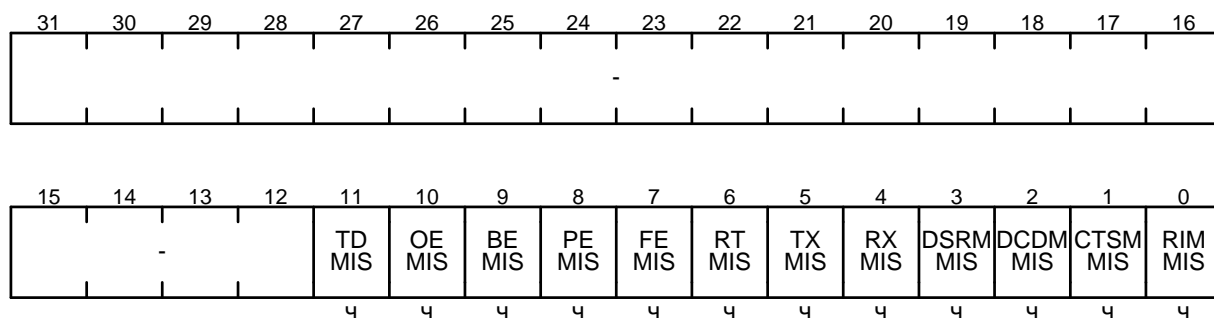 31 30 29 28 27 26 25 24 23 22 21 20 19 18 17 16
-
15 14 13 12 11 10 9 8 7 6 5 4 3 2 1 0
- TD MIS OE MIS BE MIS PE MIS FE MIS RT MIS TX MIS RX MIS DSRM MIS DCDM MIS CTSM MIS RIM MIS
ч ч ч ч ч ч ч ч ч ч ч ч